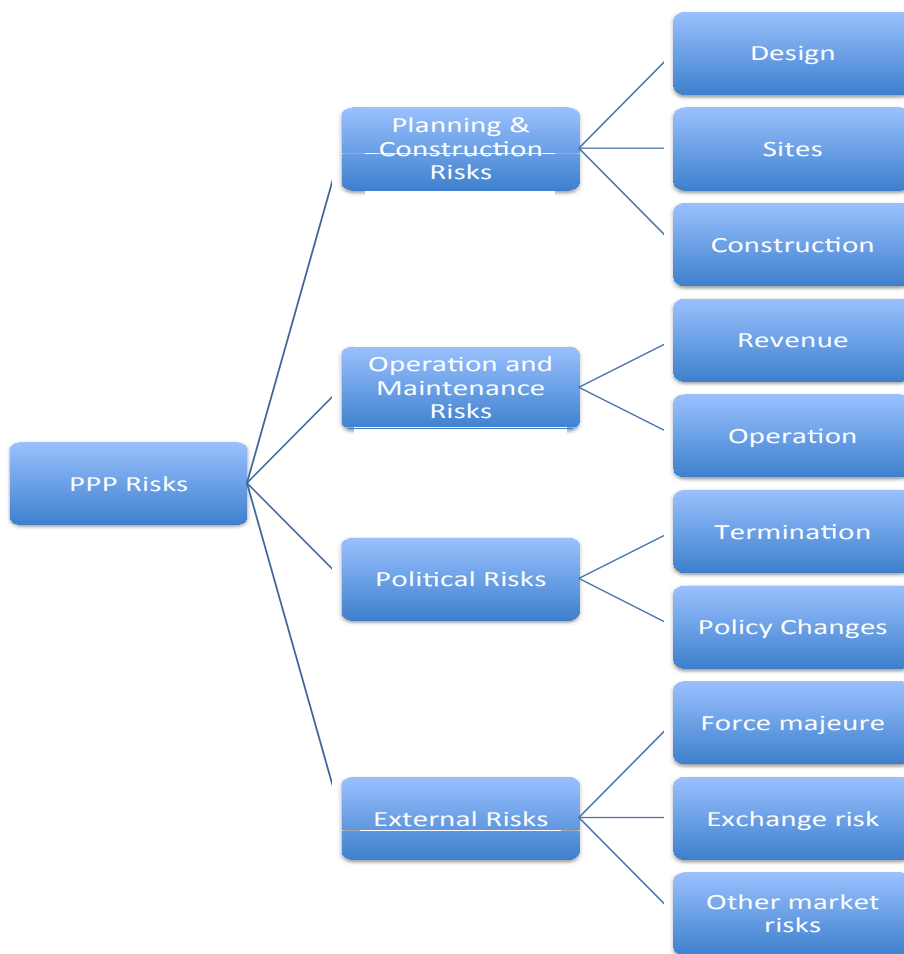 PPP Risks
Planning &
Construction
Risks
Design
Sites
Construction
Operation and
Maintenance
Risks
Revenue
Operation
Political Risks
Termination
Policy Changes
External Risks
Force majeure
Exchange risk
Other market
risks